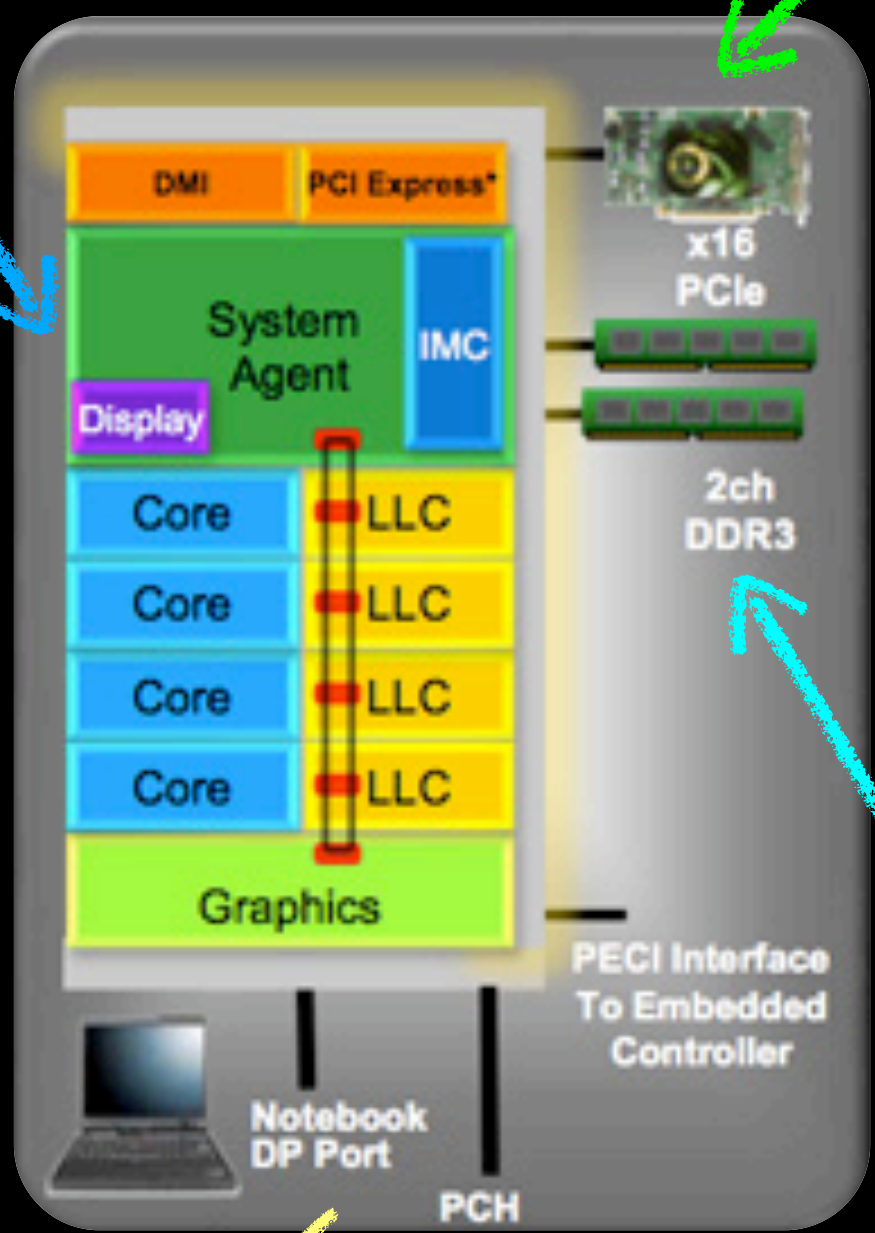 DMI
PCI Express*
x16
PCIe
System
Agent
IMC
Display
2ch
DDR3
Core
LLC
Core
LLC
Core
LLC
Core
LLC
Graphics
PECI Interface
To Embedded
Controller
Notebook
DP Port
PCH